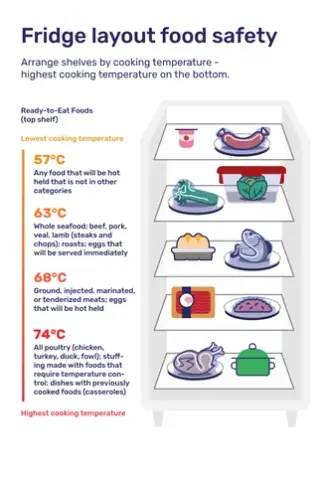 Fridge layout food safety
Arrange shelves by cooking temperature -
highest cooking temperature on the bottom.
Ready-to-Eat Foods
(top shelf)
Lowest cooking temperature
57°C
Any food that will be hot
held that is not in other
categories
63°C
Whole seafood; beef, pork,
veal, lamb (steaks and
chops); roasts; eggs that
will be served immediately
68°C
Ground, injected, marinated,
or tenderized meats; eggs
that will be hot held
74°C
All poultry (chicken,
turkey, duck, fowl); stuff-
ing made with foods that
require temperature con-
trol; dishes with previously
cooked foods (casseroles)
Highest cooking temperature